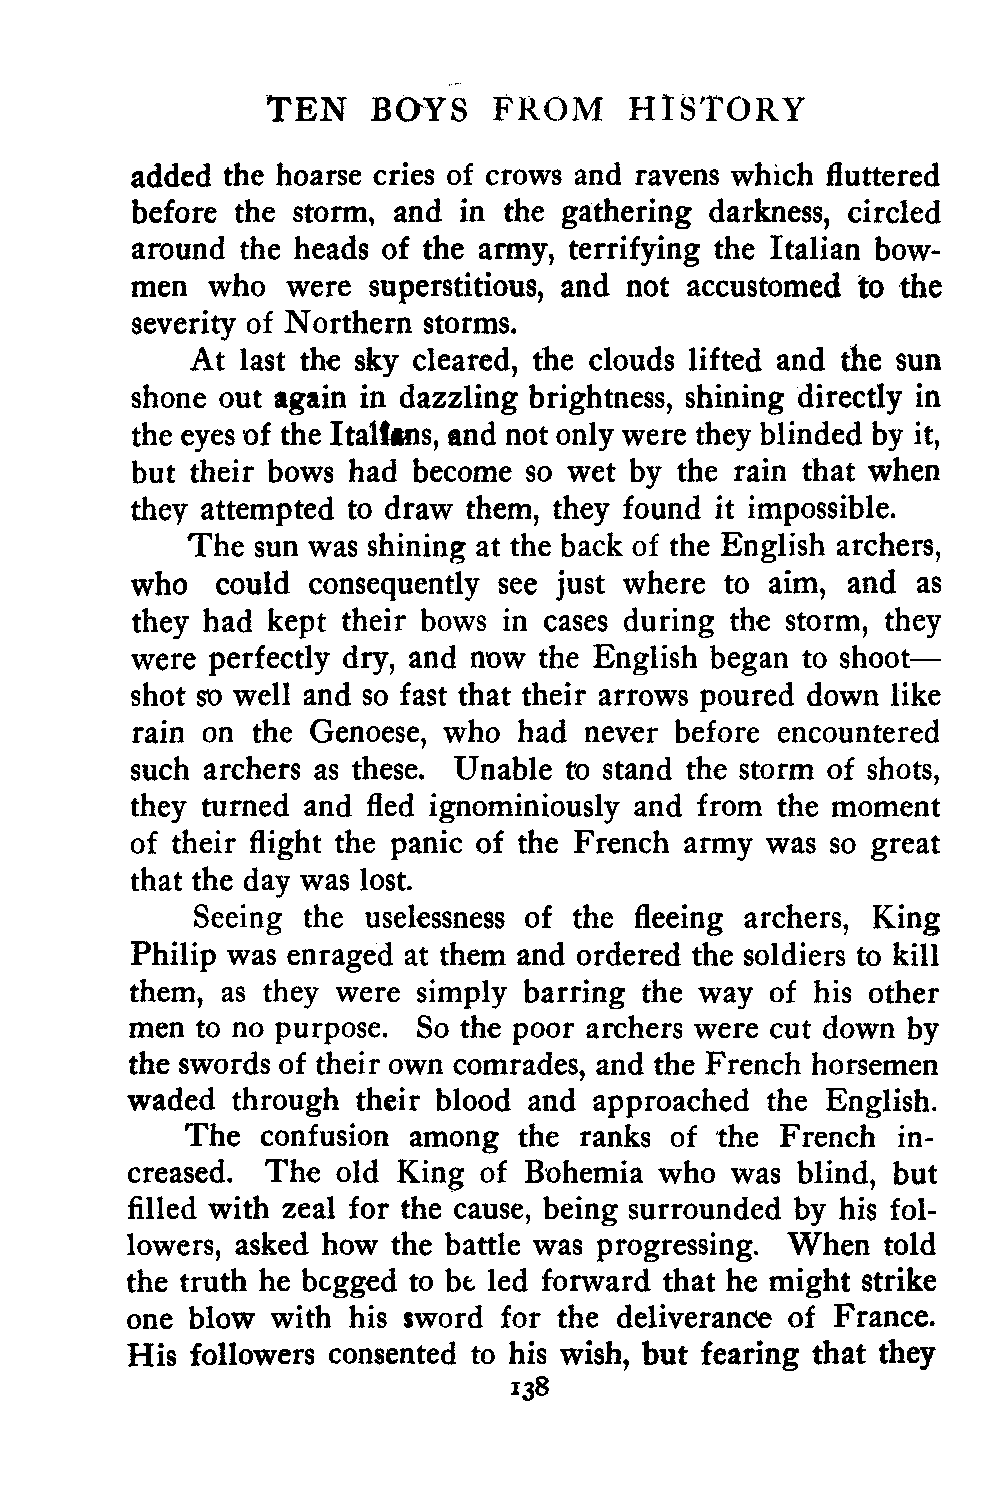 TEN BOYS FROM HISTORY
added the hoarse cries of crows and ravens which fluttered
before the storm, and in the gathering darkness, circled
around the heads of the army, terrifying the Italian bow-
men who were superstitious, and not accustomed to the
severity of Northern storms.
At last the sky cleared, the clouds lifted and the sun
shone out again in dazzling brightness, shining directly in
the eyes of the Italians, and not only were they blinded by it,
but their bows had become so wet by the rain that when
they attempted to draw them, they found it impossible.
The sun was shining at the back of the English archers,
who could consequently see just where to aim, and as
they had kept their bows in cases during the storm, they
were perfectly dry, and now the English began to shoot—
shot so well and so fast that their arrows poured down like
rain on the Genoese, who had never before encountered
such archers as these. Unable to stand the storm of shots,
they turned and fled ignominiously and from the moment
of their flight the panic of the French army was so great
that the day was lost.
Seeing the uselessness of the fleeing archers, King
Philip was enraged at them and ordered the soldiers to kill
them, as they were simply barring the way of his other
men to no purpose. So the poor archers were cut down by
the swords of their own comrades, and the French horsemen
waded through their blood and approached the English.
The confusion among the ranks of the French in-
creased. The old King of Bohemia who was blind, but
filled with zeal for the cause, being surrounded by his fol-
lowers, asked how the battle was progressing. When told
the truth he begged to be led forward that he might strike
one blow with his sword for the deliverance of France.
His followers consented to his wish, but fearing that they
138